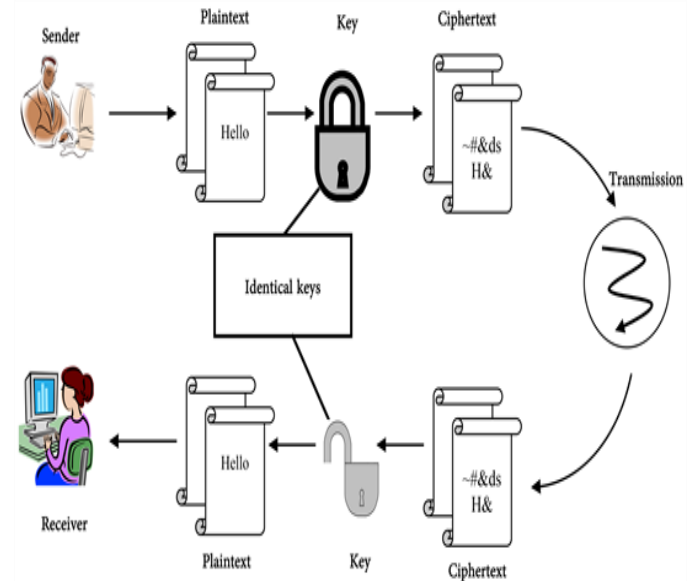 Plaintext
Key
Ciphertext
Sender
Hello
~#&ds
H&
Transmission
Identical keys
Hello
~#&ds
H&
Receiver
Plaintext
Key
Ciphertext